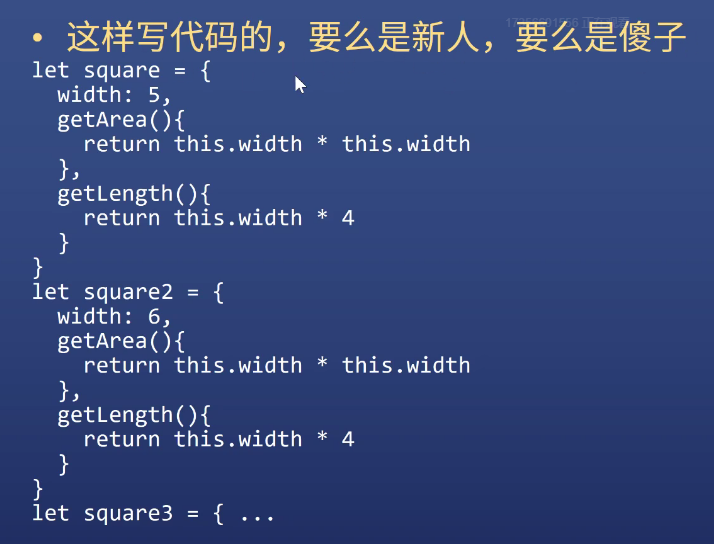 • 这样写代码的，要么是新人，要么是傻子
let square = {
  width: 5,
  getArea(){
    return this.width * this.width
  },
  getLength(){
    return this.width * 4
  }
}
let square2 = {
  width: 6,
  getArea(){
    return this.width * this.width
  },
  getLength(){
    return this.width * 4
  }
}
let square3 = { ...